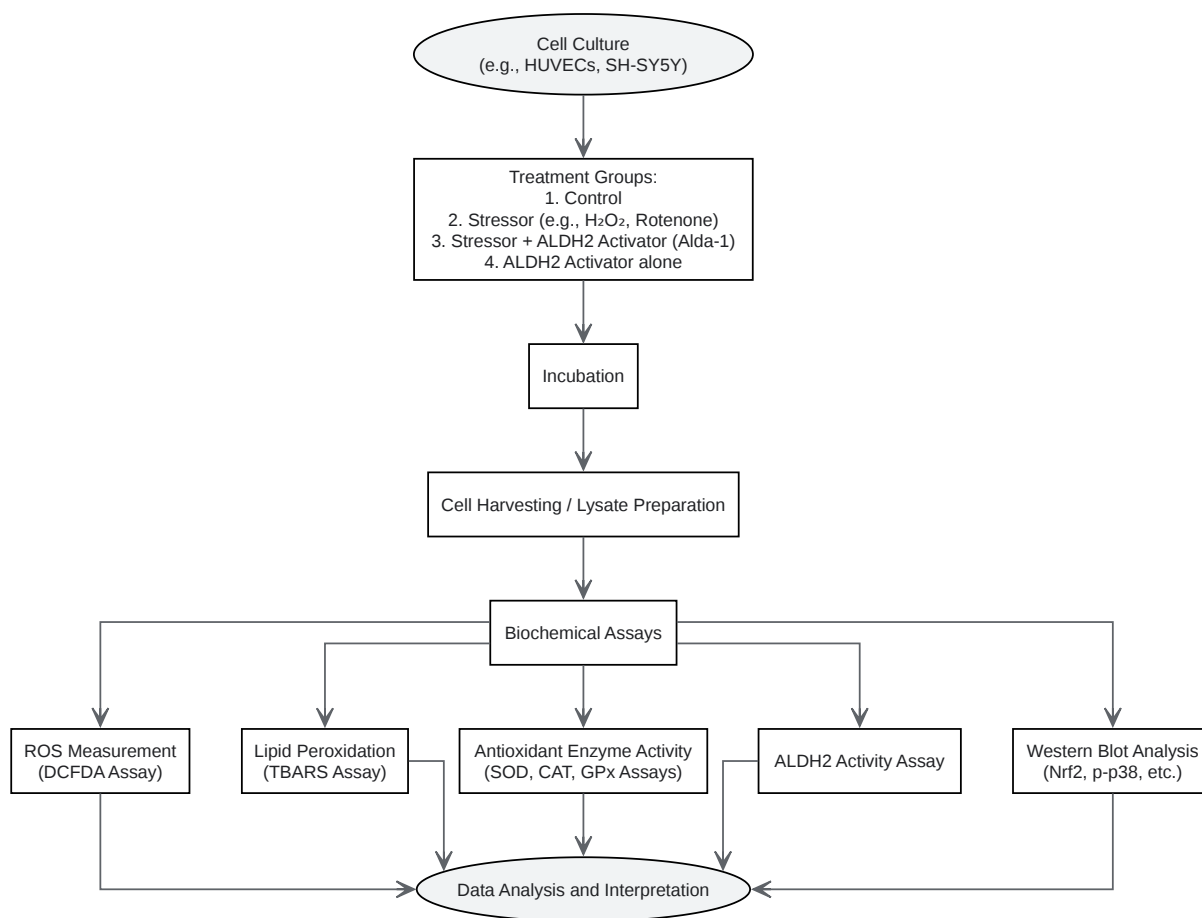 Cell Culture
(e.g., HUVECs, SH-SY5Y)
Treatment Groups:
1. Control
2. Stressor (e.g., H₂O₂, Rotenone)
3. Stressor + ALDH2 Activator (Alda-1)
4. ALDH2 Activator alone
Incubation
Cell Harvesting / Lysate Preparation
Biochemical Assays
ROS Measurement
(DCFDA Assay)
Lipid Peroxidation
(TBARS Assay)
Antioxidant Enzyme Activity
(SOD, CAT, GPx Assays)
ALDH2 Activity Assay
Western Blot Analysis
(Nrf2, p-p38, etc.)
Data Analysis and Interpretation